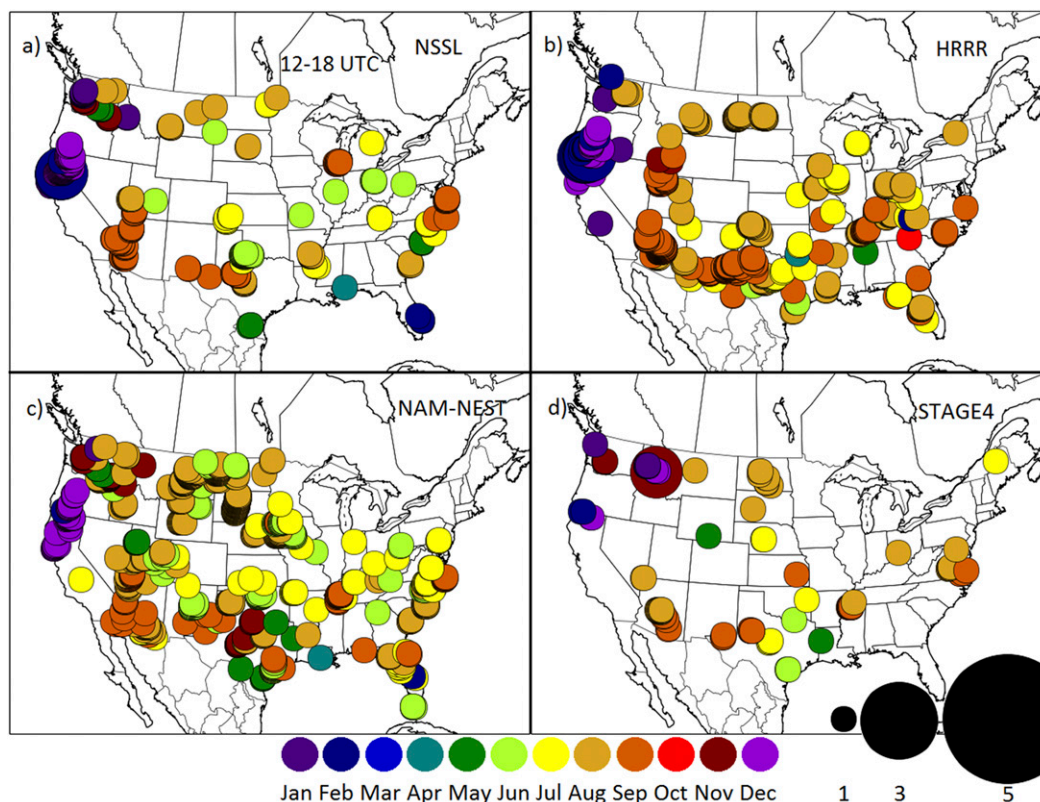 a)
12-18 UTC
NSSL
b)
HRRR
c)
NAM-NEST
d)
STAGE4
Jan Feb Mar Apr May Jun Jul Aug Sep Oct Nov Dec
1 3 5